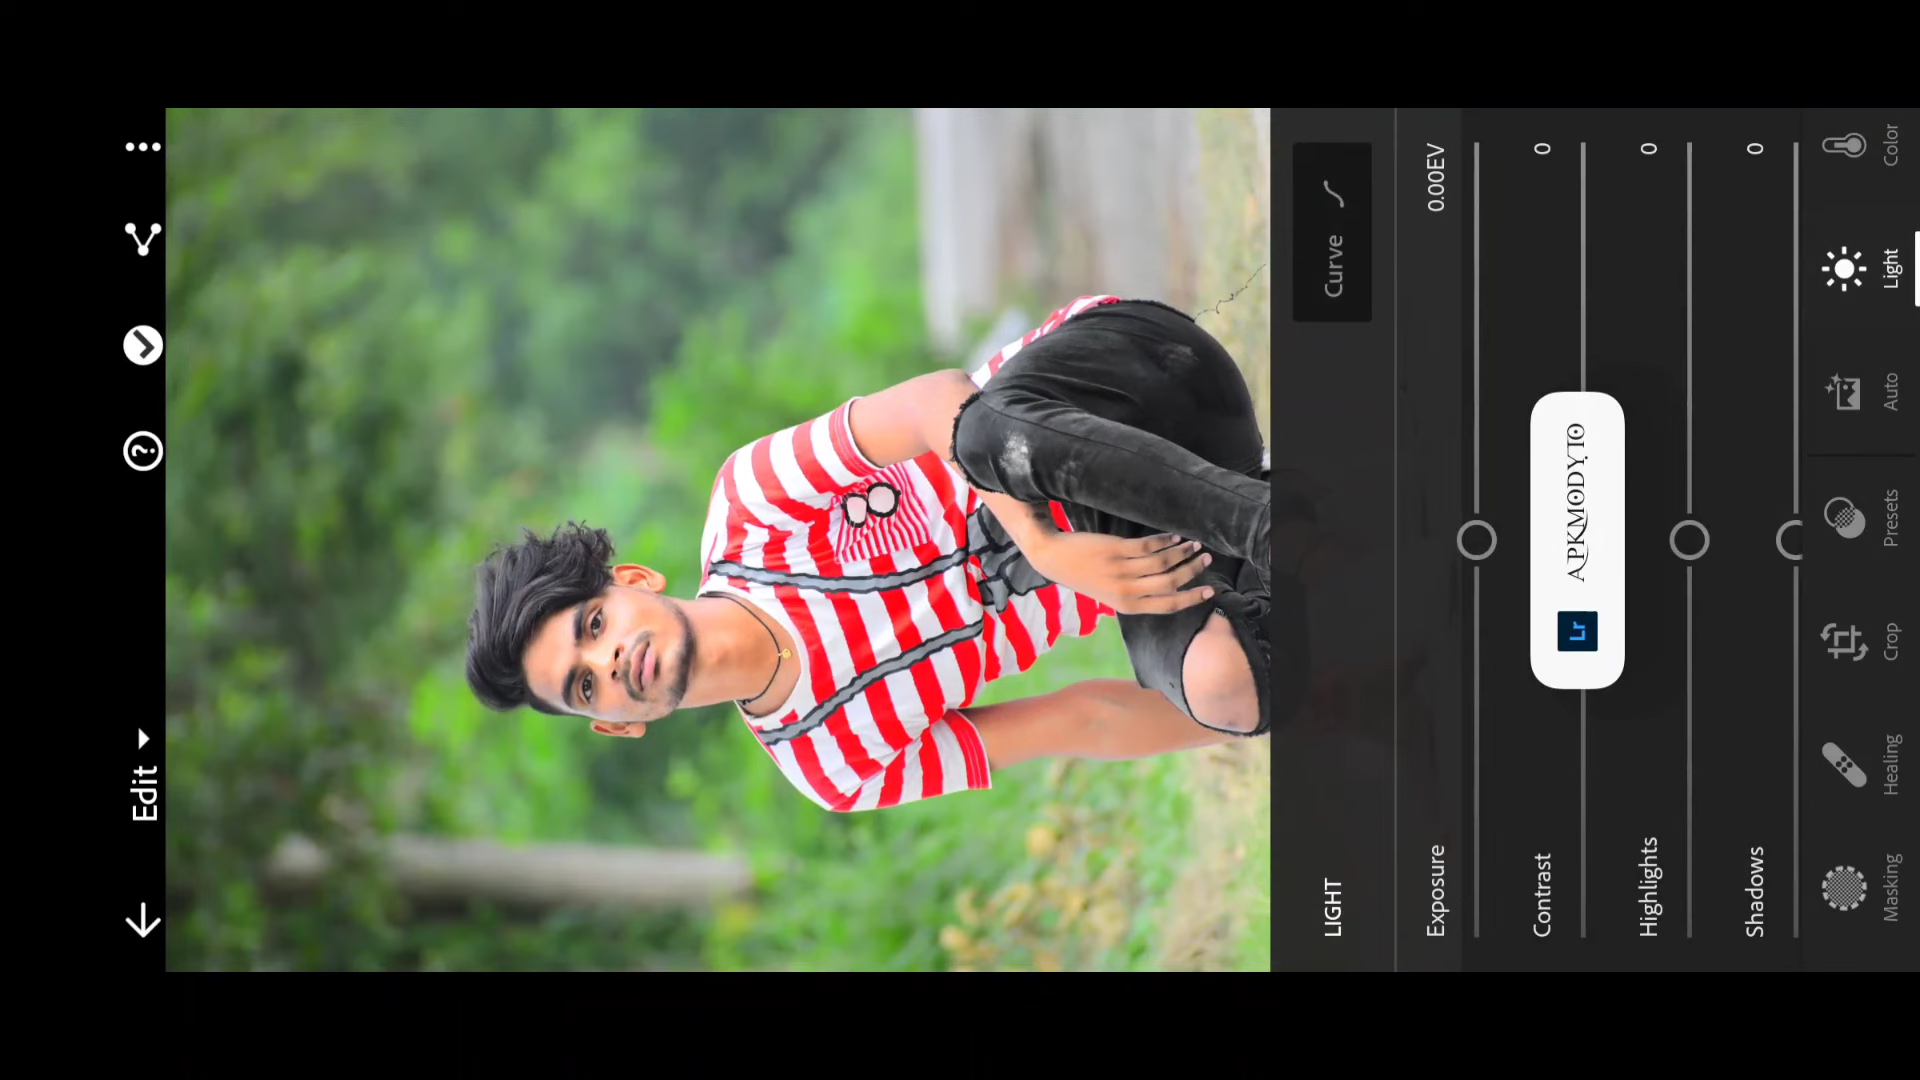 Edit
LIGHT
Curve
Exposure
0.00EV
Contrast
0
Highlights
0
Shadows
0
Lr
APKMODY.IO
Masking
Healing
Crop
Presets
Auto
Light
Color